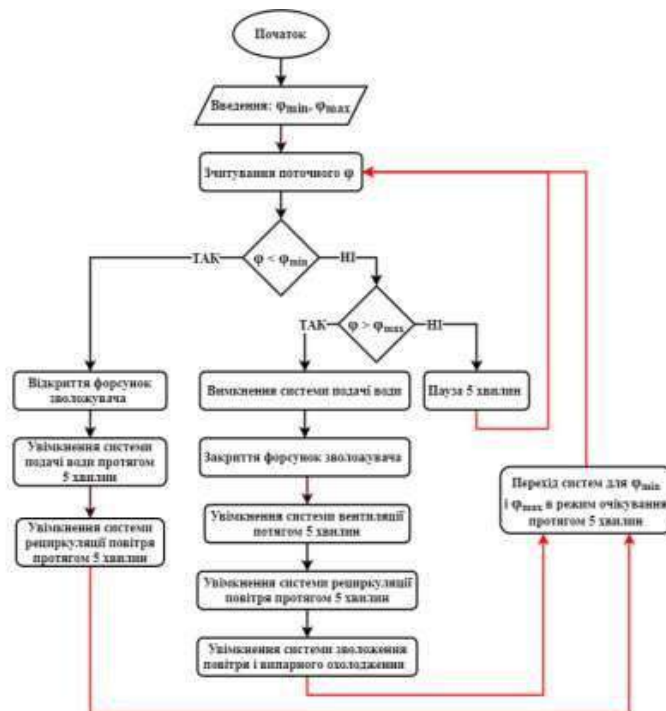 Початок
Введення: φmin, φmax
Зчитування поточного φ
φ < φmin
ТАК
НІ
φ > φmax
ТАК
НІ
Відкриття форсунок
зволожувача
Увімкнення системи
подачі води протягом
5 хвилин
Увімкнення системи
рециркуляції повітря
протягом 5 хвилин
Вимкнення системи подачі води
Закриття форсунок зволожувача
Увімкнення системи вентиляції
потягом 5 хвилин
Увімкнення системи рециркуляції
повітря протягом 5 хвилин
Увімкнення системи зволоження
повітря і випарного охолодження
Пауза 5 хвилин
Перехід систем для φmin
і φmax в режим очікування
протягом 5 хвилин